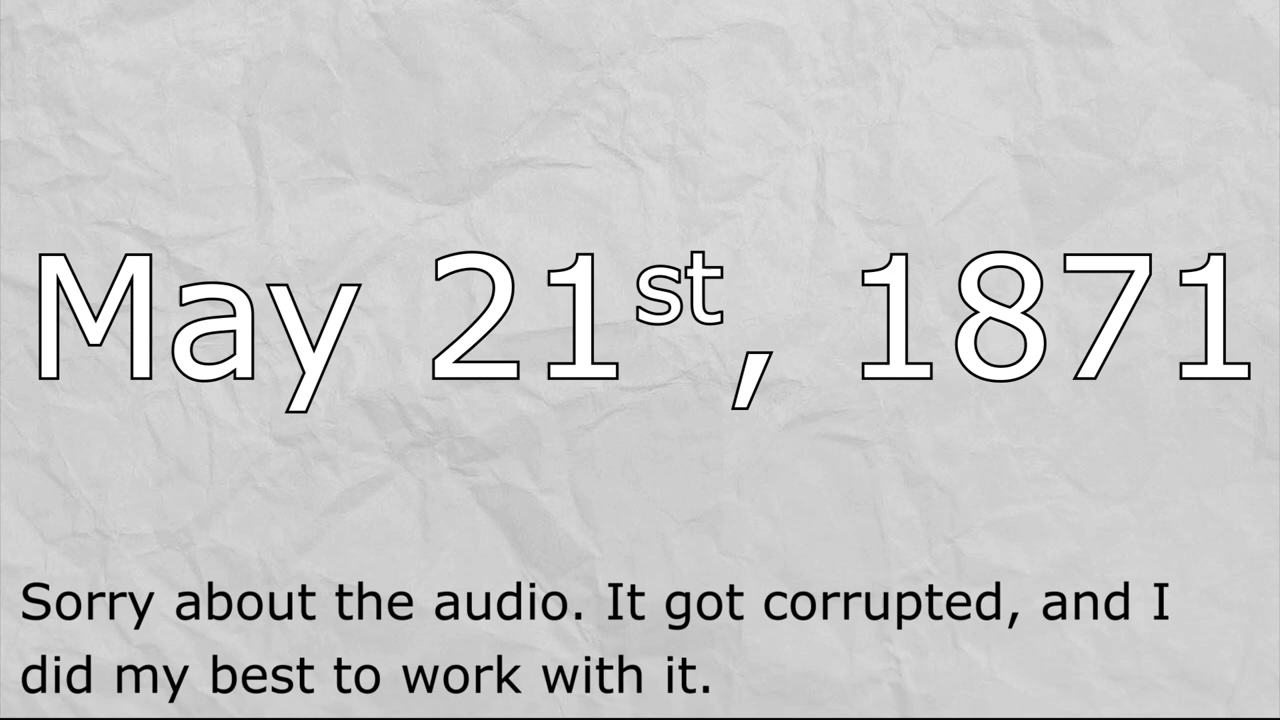 May 21st, 1871
Sorry about the audio. It got corrupted, and I
did my best to work with it.